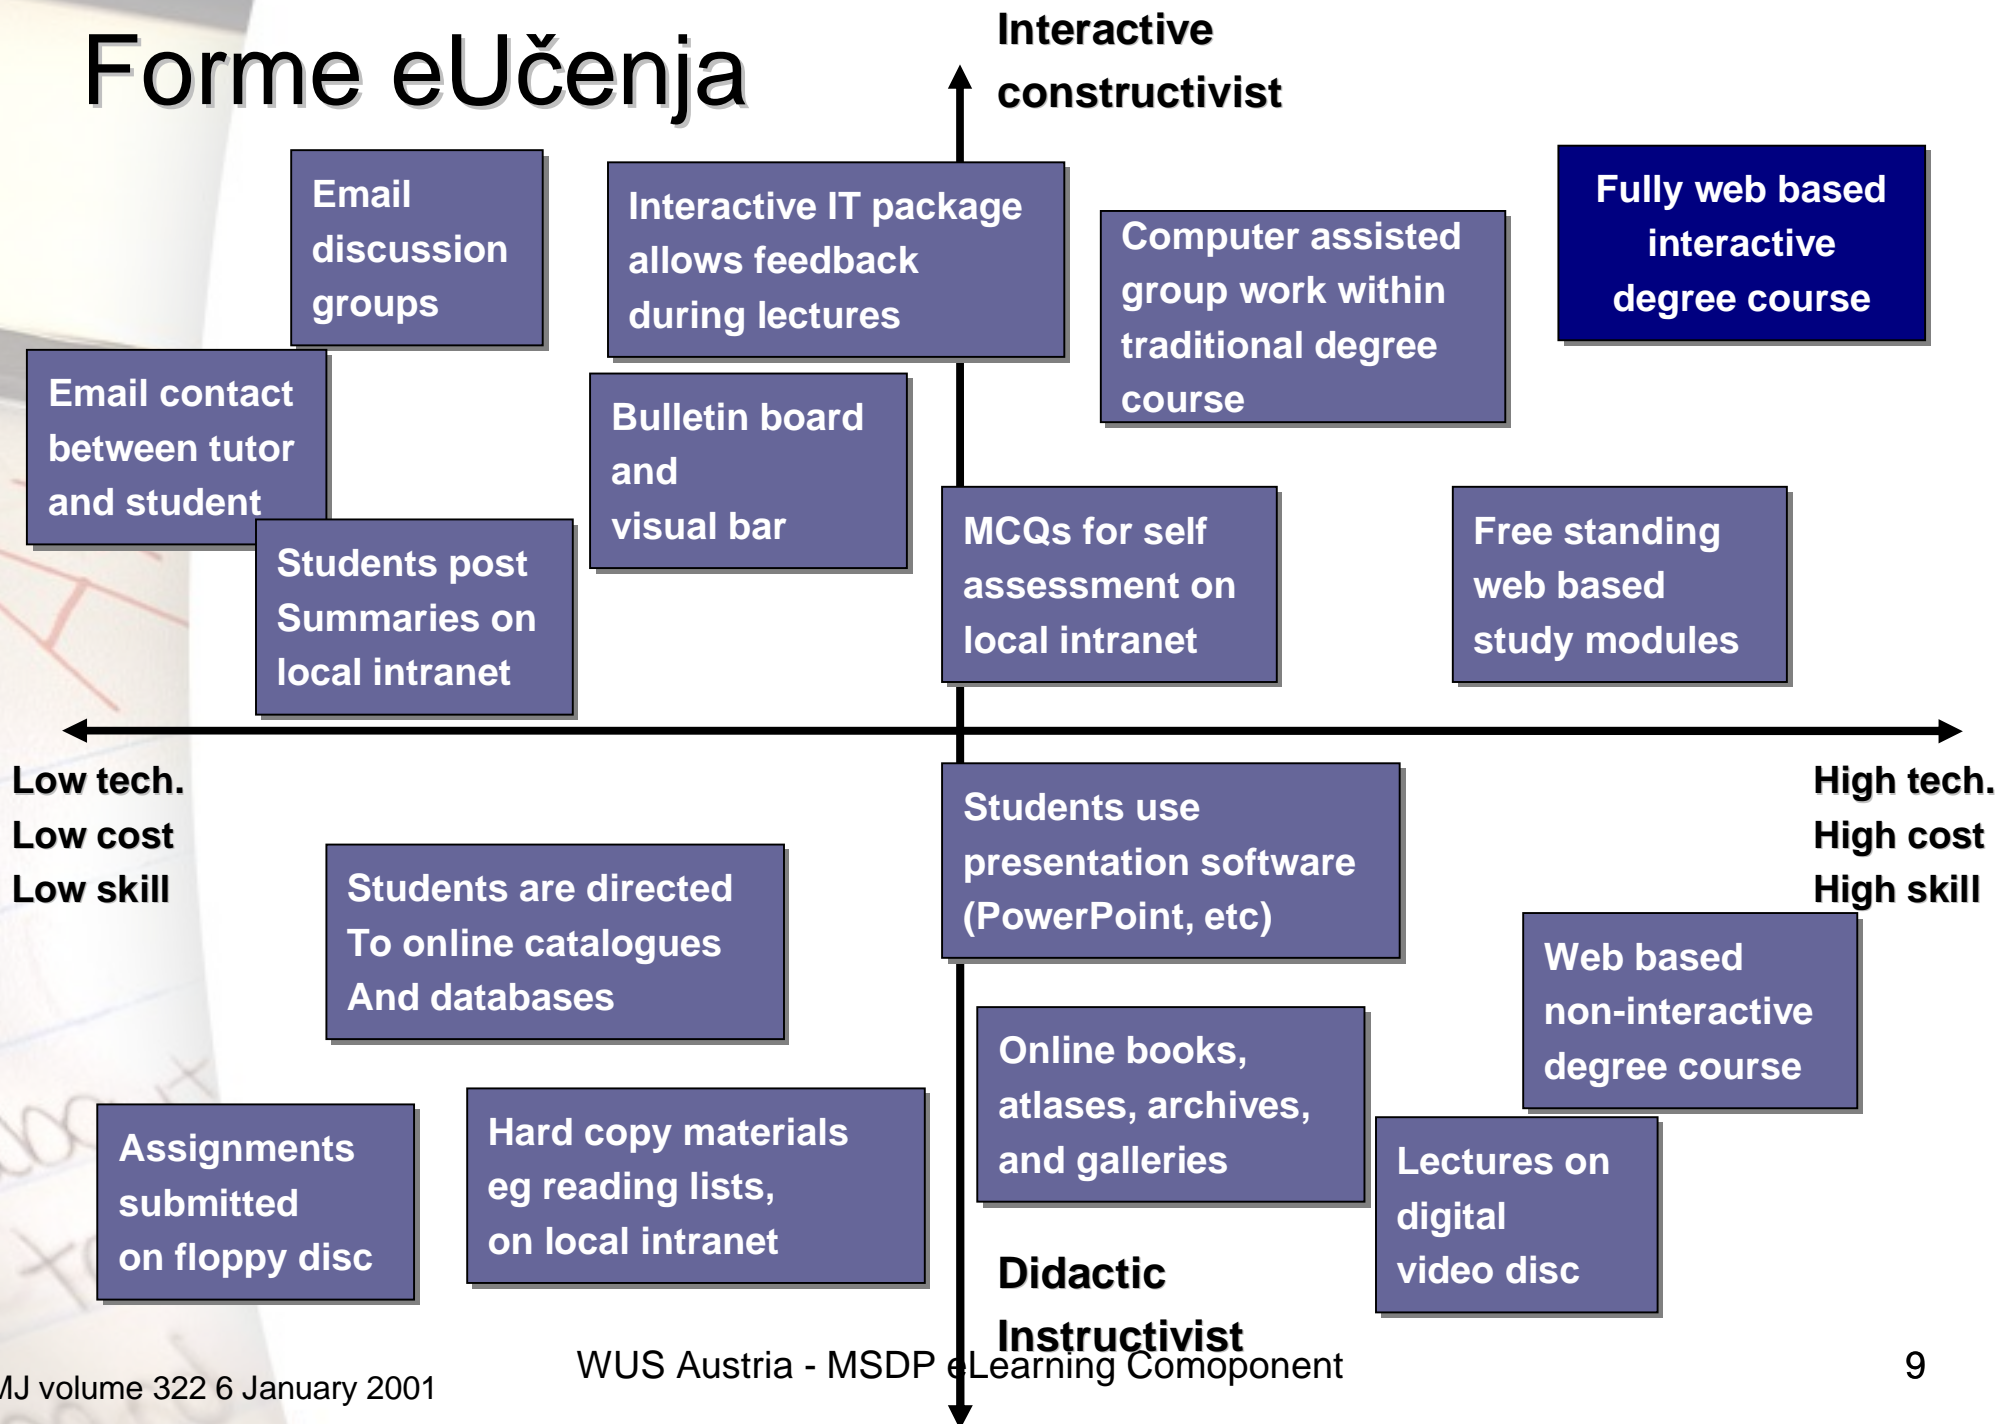 Forme eUčenja
Interactive
constructivist
Email
discussion
groups
Interactive IT package
allows feedback
during lectures
Computer assisted
group work within
traditional degree
course
Fully web based
interactive
degree course
Email contact
between tutor
and student
Bulletin board
and
visual bar
Students post
Summaries on
local intranet
MCQs for self
assessment on
local intranet
Free standing
web based
study modules
Low tech.
Low cost
Low skill
High tech.
High cost
High skill
Students use
presentation software
(PowerPoint, etc)
Students are directed
To online catalogues
And databases
Web based
non-interactive
degree course
Online books,
atlases, archives,
and galleries
Assignments
submitted
on floppy disc
Hard copy materials
eg reading lists,
on local intranet
Lectures on
digital
video disc
Didactic
Instructivist
WUS Austria - MSDP eLearning Comoponent
9
MJ volume 322 6 January 2001